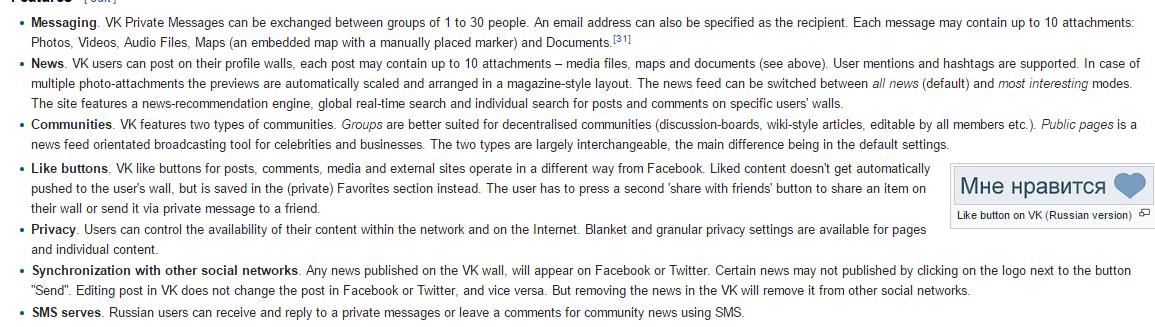 Features [ edit ]
• Messaging. VK Private Messages can be exchanged between groups of 1 to 30 people. An email address can also be specified as the recipient. Each message may contain up to 10 attachments:
Photos, Videos, Audio Files, Maps (an embedded map with a manually placed marker) and Documents.[31]
• News. VK users can post on their profile walls, each post may contain up to 10 attachments – media files, maps and documents (see above). User mentions and hashtags are supported. In case of
multiple photo-attachments the previews are automatically scaled and arranged in a magazine-style layout. The news feed can be switched between all news (default) and most interesting modes.
The site features a news-recommendation engine, global real-time search and individual search for posts and comments on specific users' walls.
• Communities. VK features two types of communities. Groups are better suited for decentralised communities (discussion-boards, wiki-style articles, editable by all members etc.). Public pages is a
news feed orientated broadcasting tool for celebrities and businesses. The two types are largely interchangeable, the main difference being in the default settings.
• Like buttons. VK like buttons for posts, comments, media and external sites operate in a different way from Facebook. Liked content doesn't get automatically
pushed to the user's wall, but is saved in the (private) Favorites section instead. The user has to press a second 'share with friends' button to share an item on
their wall or send it via private message to a friend.
Мне нравится
Like button on VK (Russian version)
• Privacy. Users can control the availability of their content within the network and on the Internet. Blanket and granular privacy settings are available for pages
and individual content.
• Synchronization with other social networks. Any news published on the VK wall, will appear on Facebook or Twitter. Certain news may not published by clicking on the logo next to the button
"Send". Editing post in VK does not change the post in Facebook or Twitter, and vice versa. But removing the news in the VK will remove it from other social networks.
• SMS serves. Russian users can receive and reply to a private messages or leave a comments for community news using SMS.